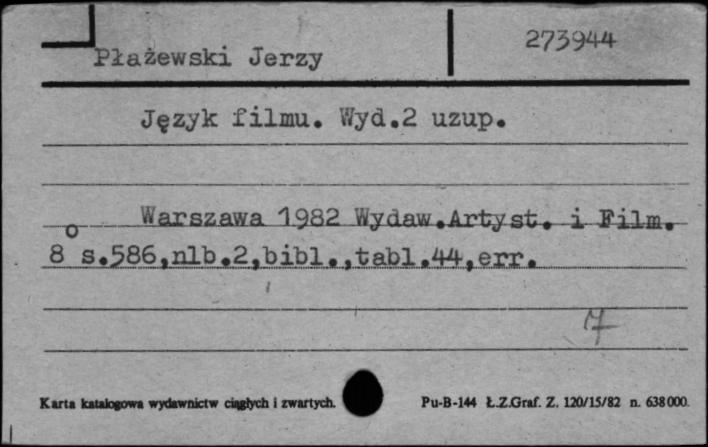 Płażewski Jerzy 273944
Język filmu. Wyd.2 uzup.
Warszawa 1982 Wydaw.Artyst. i Film.
8o s.586,nlb.2,bibl.,tabl.44,err.
Karta katalogowa wydawnictw ciągłych i zwartych. Pu-B-144 Ł.Z.Graf. Z. 120/15/82 n. 638000.